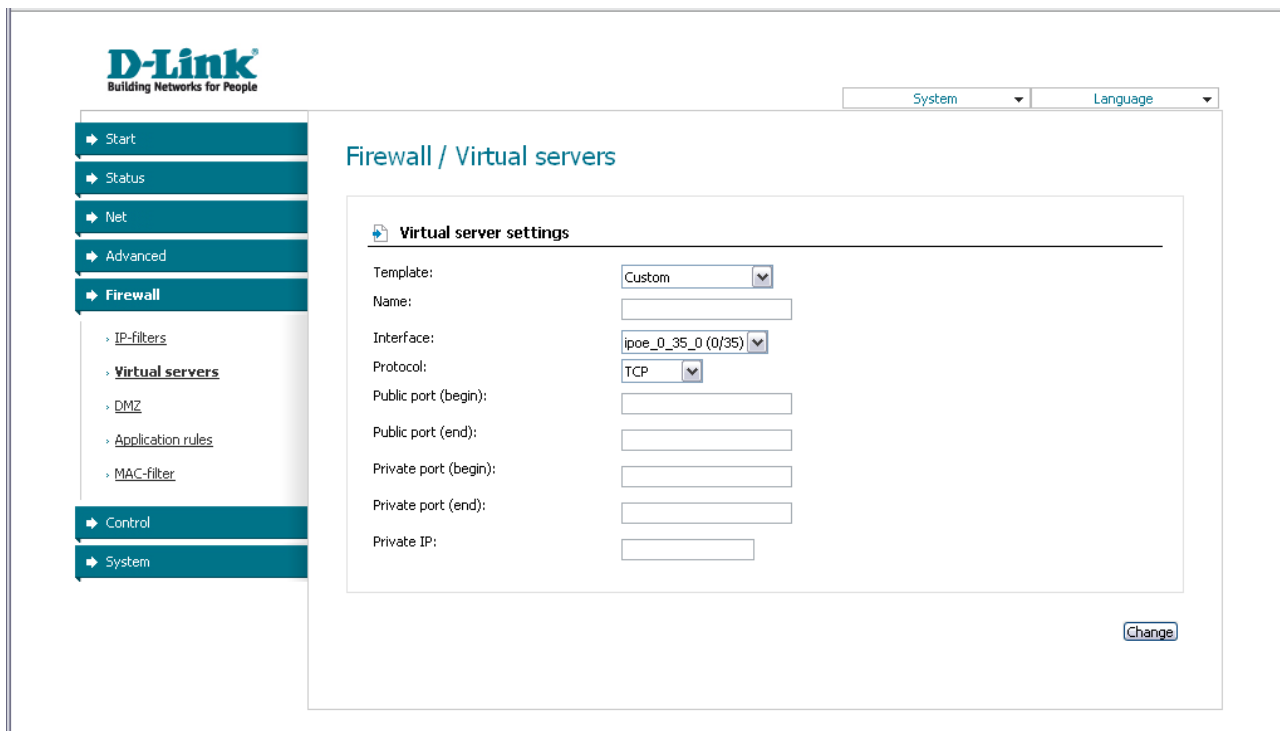 D-Link
Building Networks for People
System
Language
Start
Status
Net
Advanced
Firewall
IP-filters
Virtual servers
DMZ
Application rules
MAC-filter
Control
System
Firewall / Virtual servers
Virtual server settings
Template: Custom
Name:
Interface: ipoe_0_35_0 (0/35)
Protocol: TCP
Public port (begin):
Public port (end):
Private port (begin):
Private port (end):
Private IP:
Change